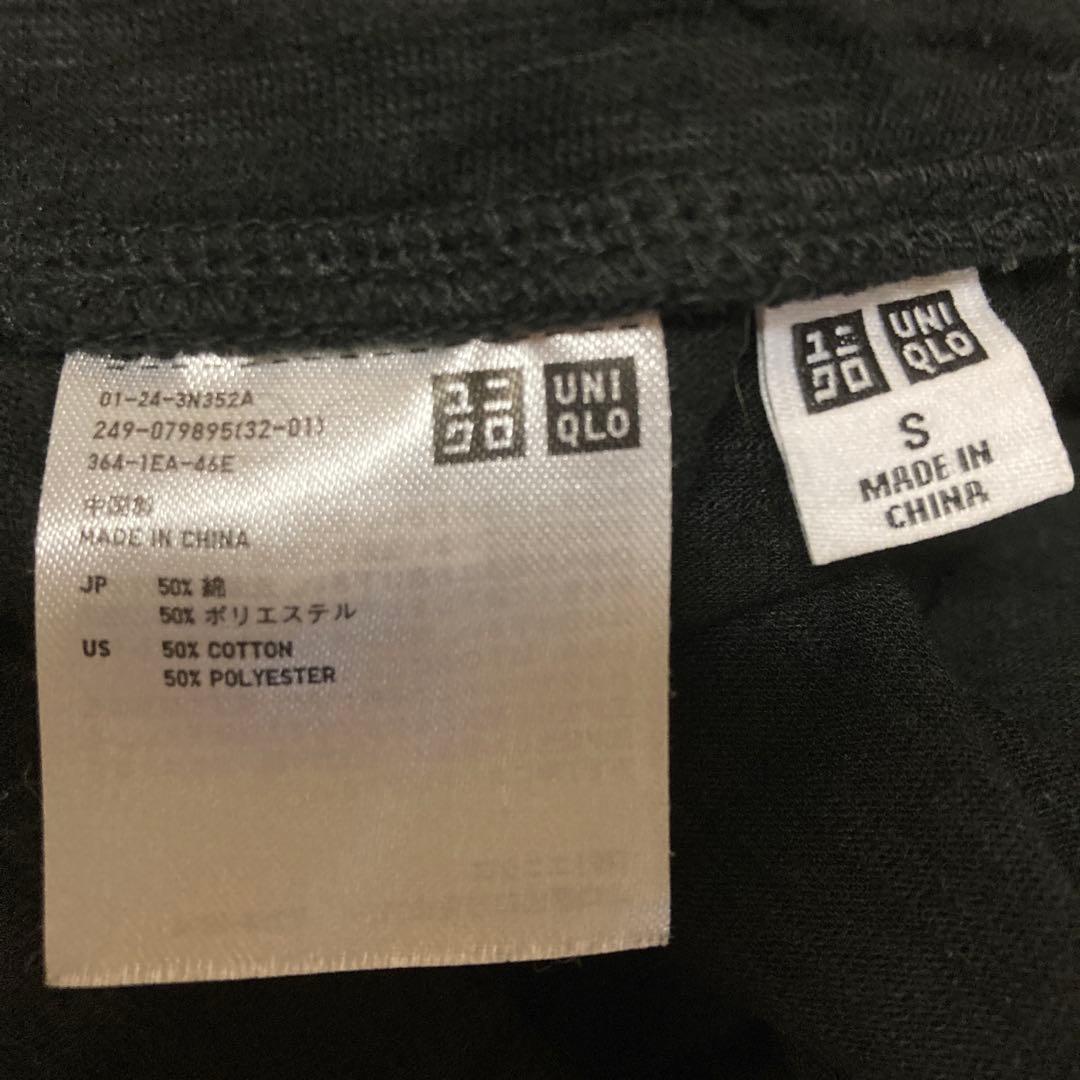 01-24-3N352A
249-079895(32-01)
364-1EA-46E
ユニ
クロ
UNI
QLO
中国製
MADE IN CHINA
JP 50% 綿
50% ポリエステル
US 50% COTTON
50% POLYESTER
ユニ
クロ
UNI
QLO
S
MADE IN
CHINA